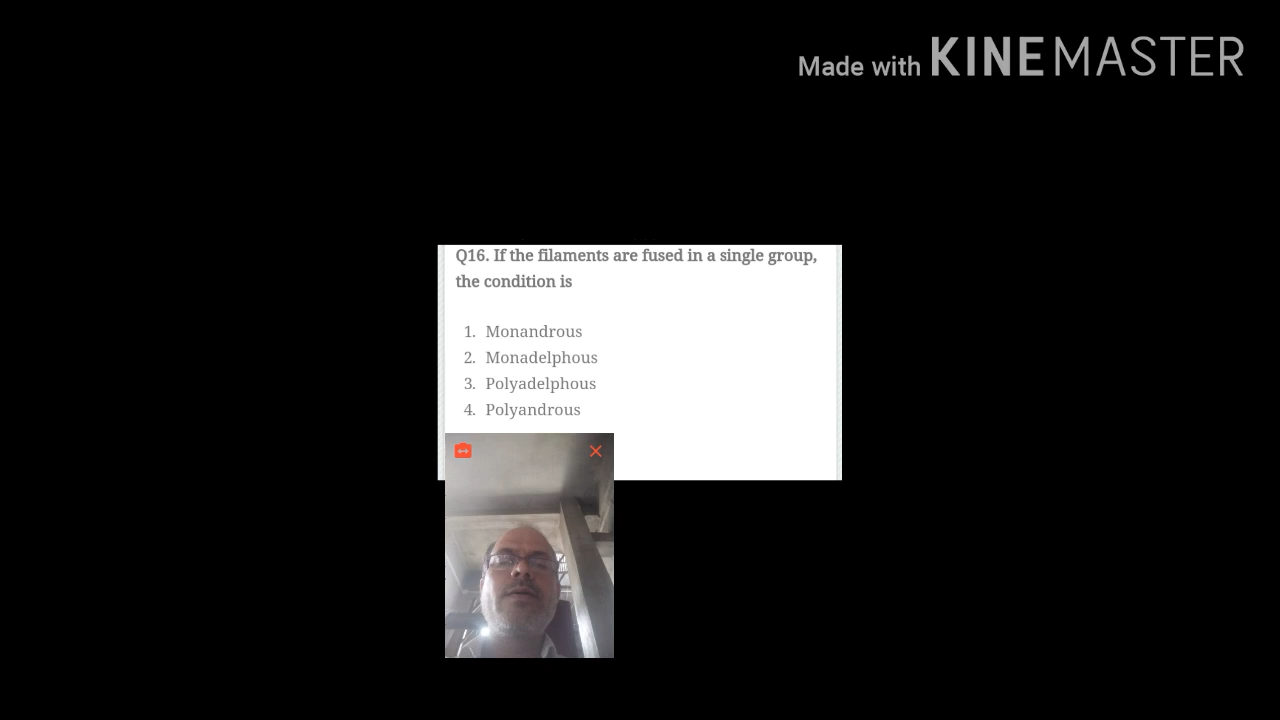 Made with KINEMASTER
Q16. If the filaments are fused in a single group,
the condition is
1. Monandrous
2. Monadelphous
3. Polyadelphous
4. Polyandrous